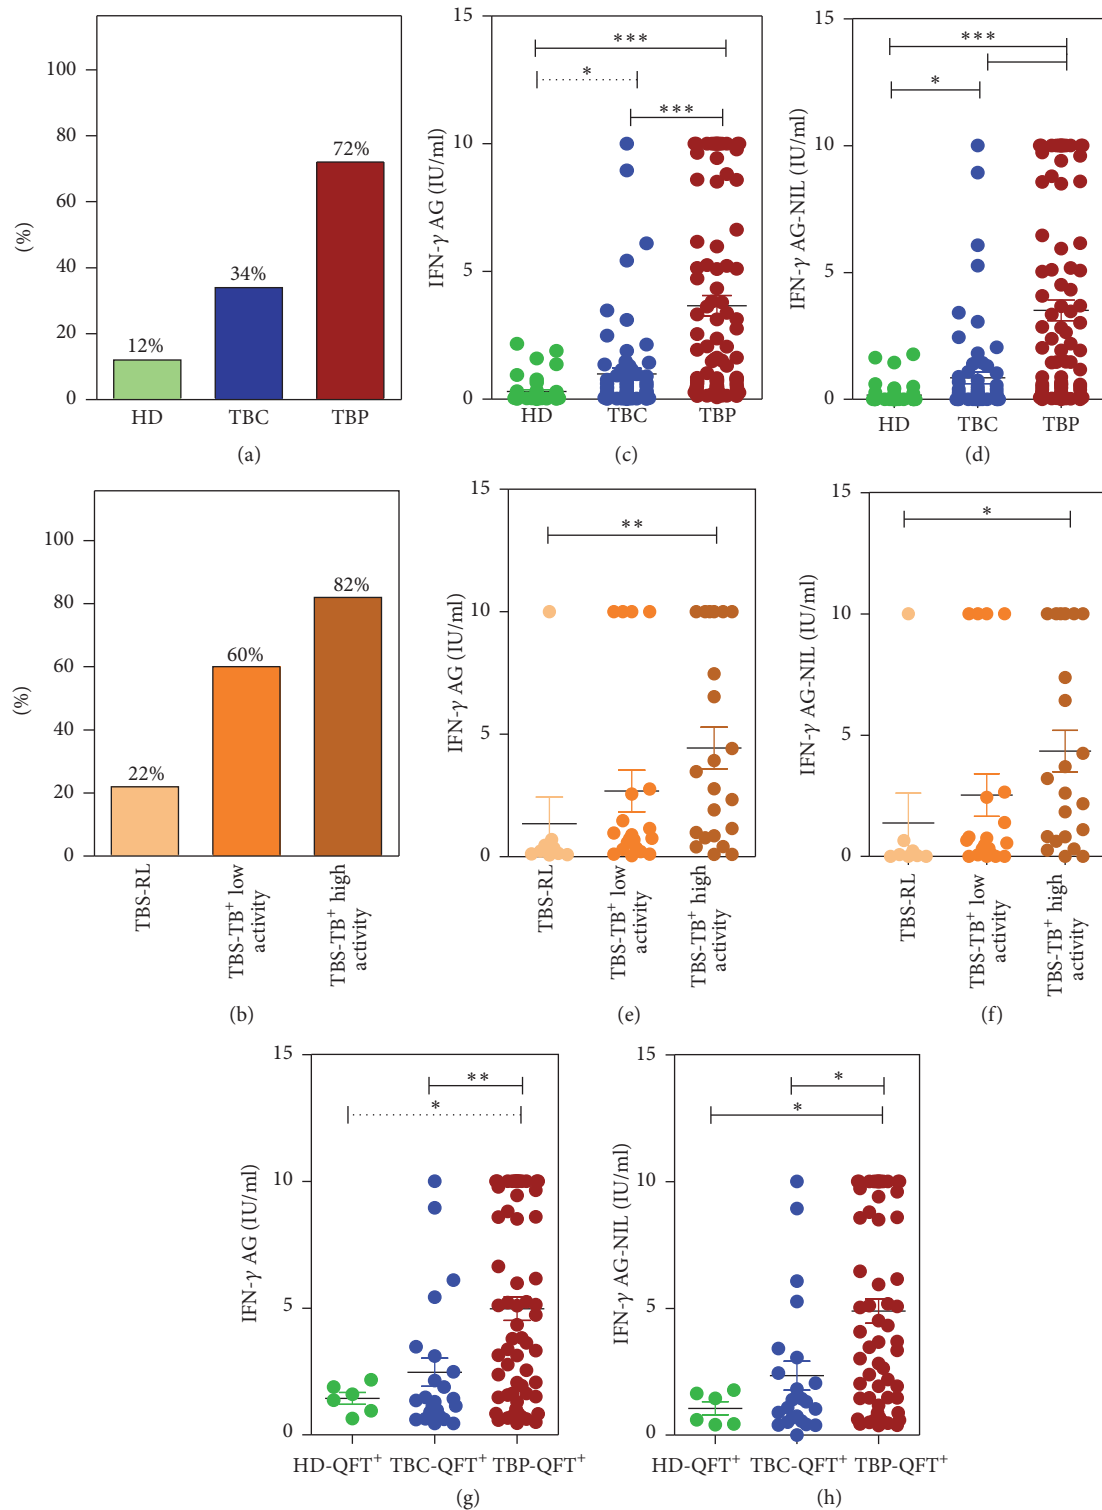 (%)
100
80
60
40
20
0
12%
34%
72%
HD
TBC
TBP
(a)
IFN-γ AG (IU/ml)
15
10
5
0
***
*
***
HD
TBC
TBP
(c)
IFN-γ AG-NIL (IU/ml)
15
10
5
0
***
*
HD
TBC
TBP
(d)
(%)
100
80
60
40
20
0
22%
60%
82%
TBS-RL
TBS-TB+ low
activity
TBS-TB+ high
activity
(b)
IFN-γ AG (IU/ml)
15
10
5
0
**
TBS-RL
TBS-TB+ low
activity
TBS-TB+ high
activity
(e)
IFN-γ AG-NIL (IU/ml)
15
10
5
0
*
TBS-RL
TBS-TB+ low
activity
TBS-TB+ high
activity
(f)
IFN-γ AG (IU/ml)
15
10
5
0
**
*
HD-QFT+
TBC-QFT+
TBP-QFT+
(g)
IFN-γ AG-NIL (IU/ml)
15
10
5
0
*
*
HD-QFT+
TBC-QFT+
TBP-QFT+
(h)